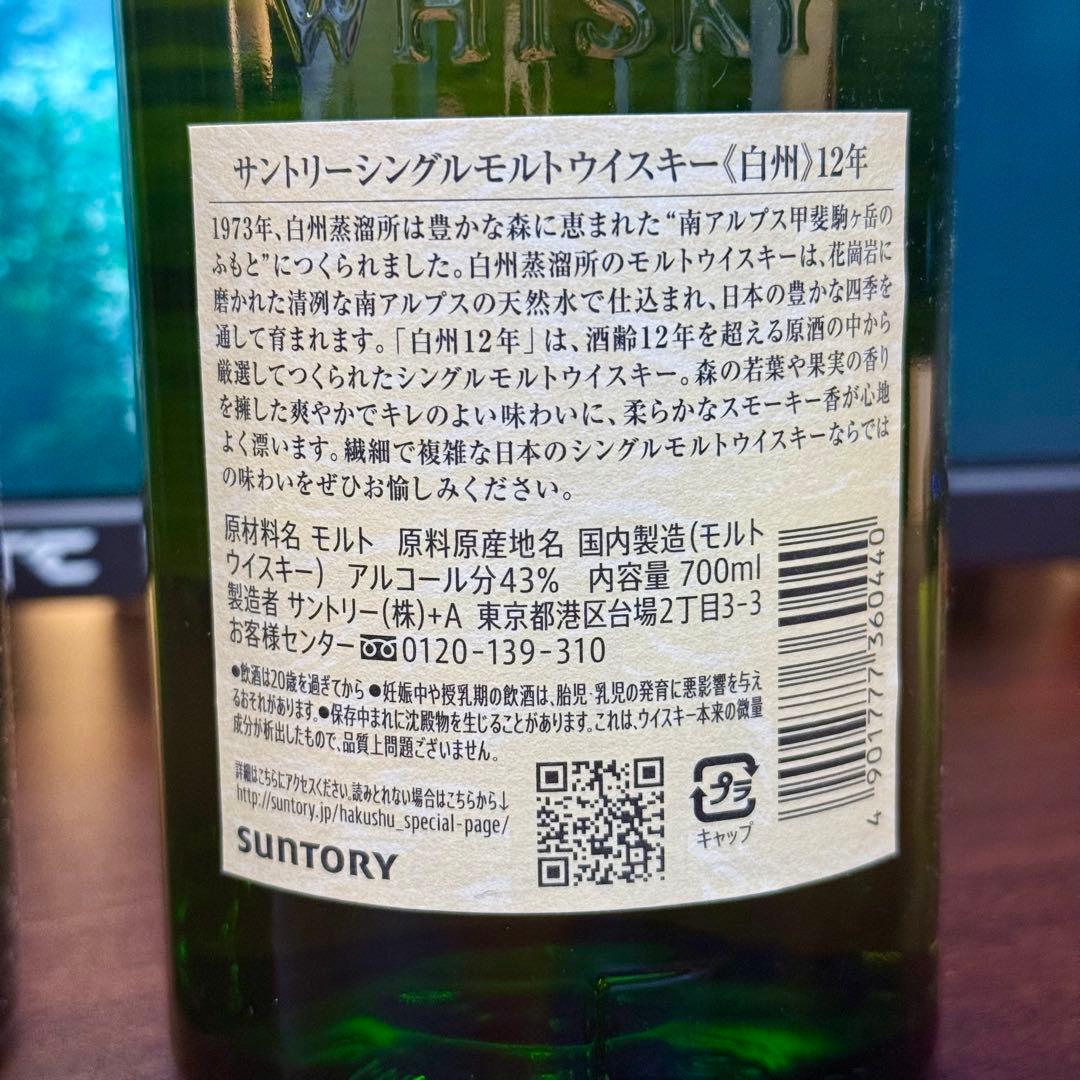 WHISKY
サントリーシングルモルトウイスキー《白州》12年
1973年、白州蒸溜所は豊かな森に恵まれた“南アルプス甲斐駒ヶ岳の
ふもと”につくられました。白州蒸溜所のモルトウイスキーは、花崗岩に
磨かれた清冽な南アルプスの天然水で仕込まれ、日本の豊かな四季を
通して育まれます。「白州12年」は、酒齢12年を超える原酒の中から
厳選してつくられたシングルモルトウイスキー。森の若葉や果実の香り
を擁した爽やかでキレのよい味わいに、柔らかなスモーキー香が心地
よく漂います。繊細で複雑な日本のシングルモルトウイスキーならでは
の味わいをぜひお愉しみください。
原材料名 モルト 原料原産地名 国内製造(モルト
ウイスキー) アルコール分43% 内容量 700ml
製造者 サントリー(株)+A 東京都港区台場2丁目3-3
お客様センター 0120-139-310
●飲酒は20歳を過ぎてから ●妊娠中や授乳期の飲酒は、胎児・乳児の発育に悪影響を与え
るおそれがあります。●保存中まれに沈殿物を生じることがあります。これは、ウイスキー本来の微量
成分が析出したもので、品質上問題ございません。
詳細はこちらにアクセスください。読みとれない場合はこちらから↓
http://suntory.jp/hakushu_special-page/
SUNTORY
プラ
キャップ
4 901777 360440